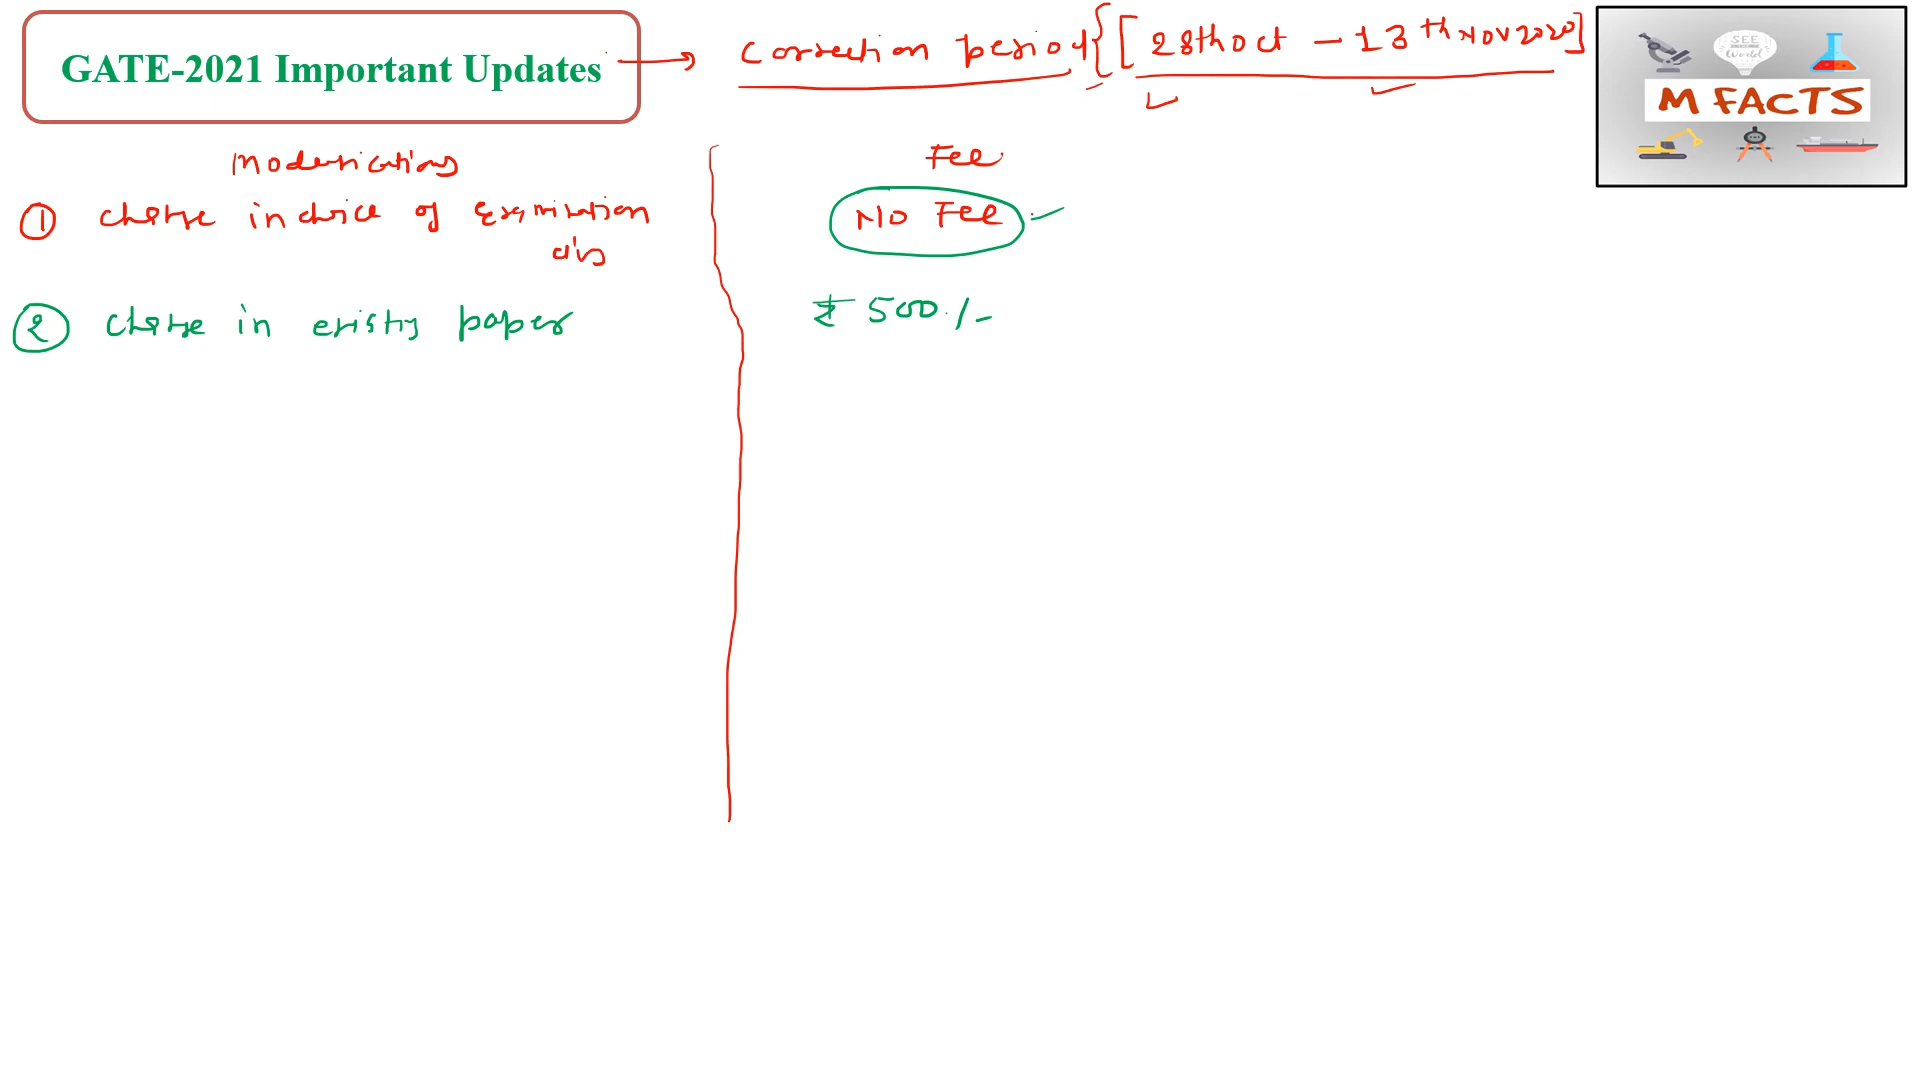 GATE-2021 Important Updates → Correction period { [28th Oct - 13th Nov 2020]
SEE
World
M FACTS
Modifications
Fee
① change in choice of Examination
NO Fee
② change in existing paper
₹ 500/-